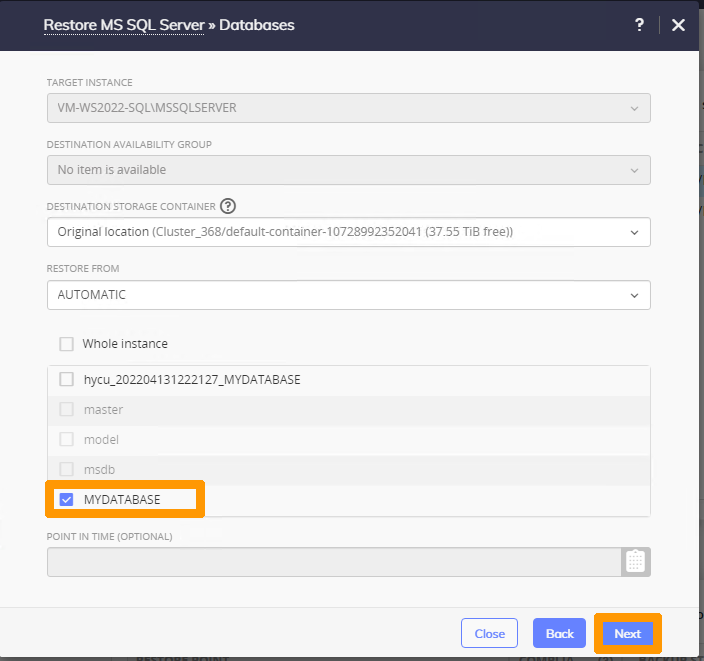 Restore MS SQL Server » Databases
?
TARGET INSTANCE
VM-WS2022-SQL\MSSQLSERVER
DESTINATION AVAILABILITY GROUP
No item is available
DESTINATION STORAGE CONTAINER ?
Original location (Cluster_368/default-container-10728992352041 (37.55 TiB free))
RESTORE FROM
AUTOMATIC
Whole instance
hycu_202204131222127_MYDATABASE
master
model
msdb
MYDATABASE
POINT IN TIME (OPTIONAL)
Close Back Next